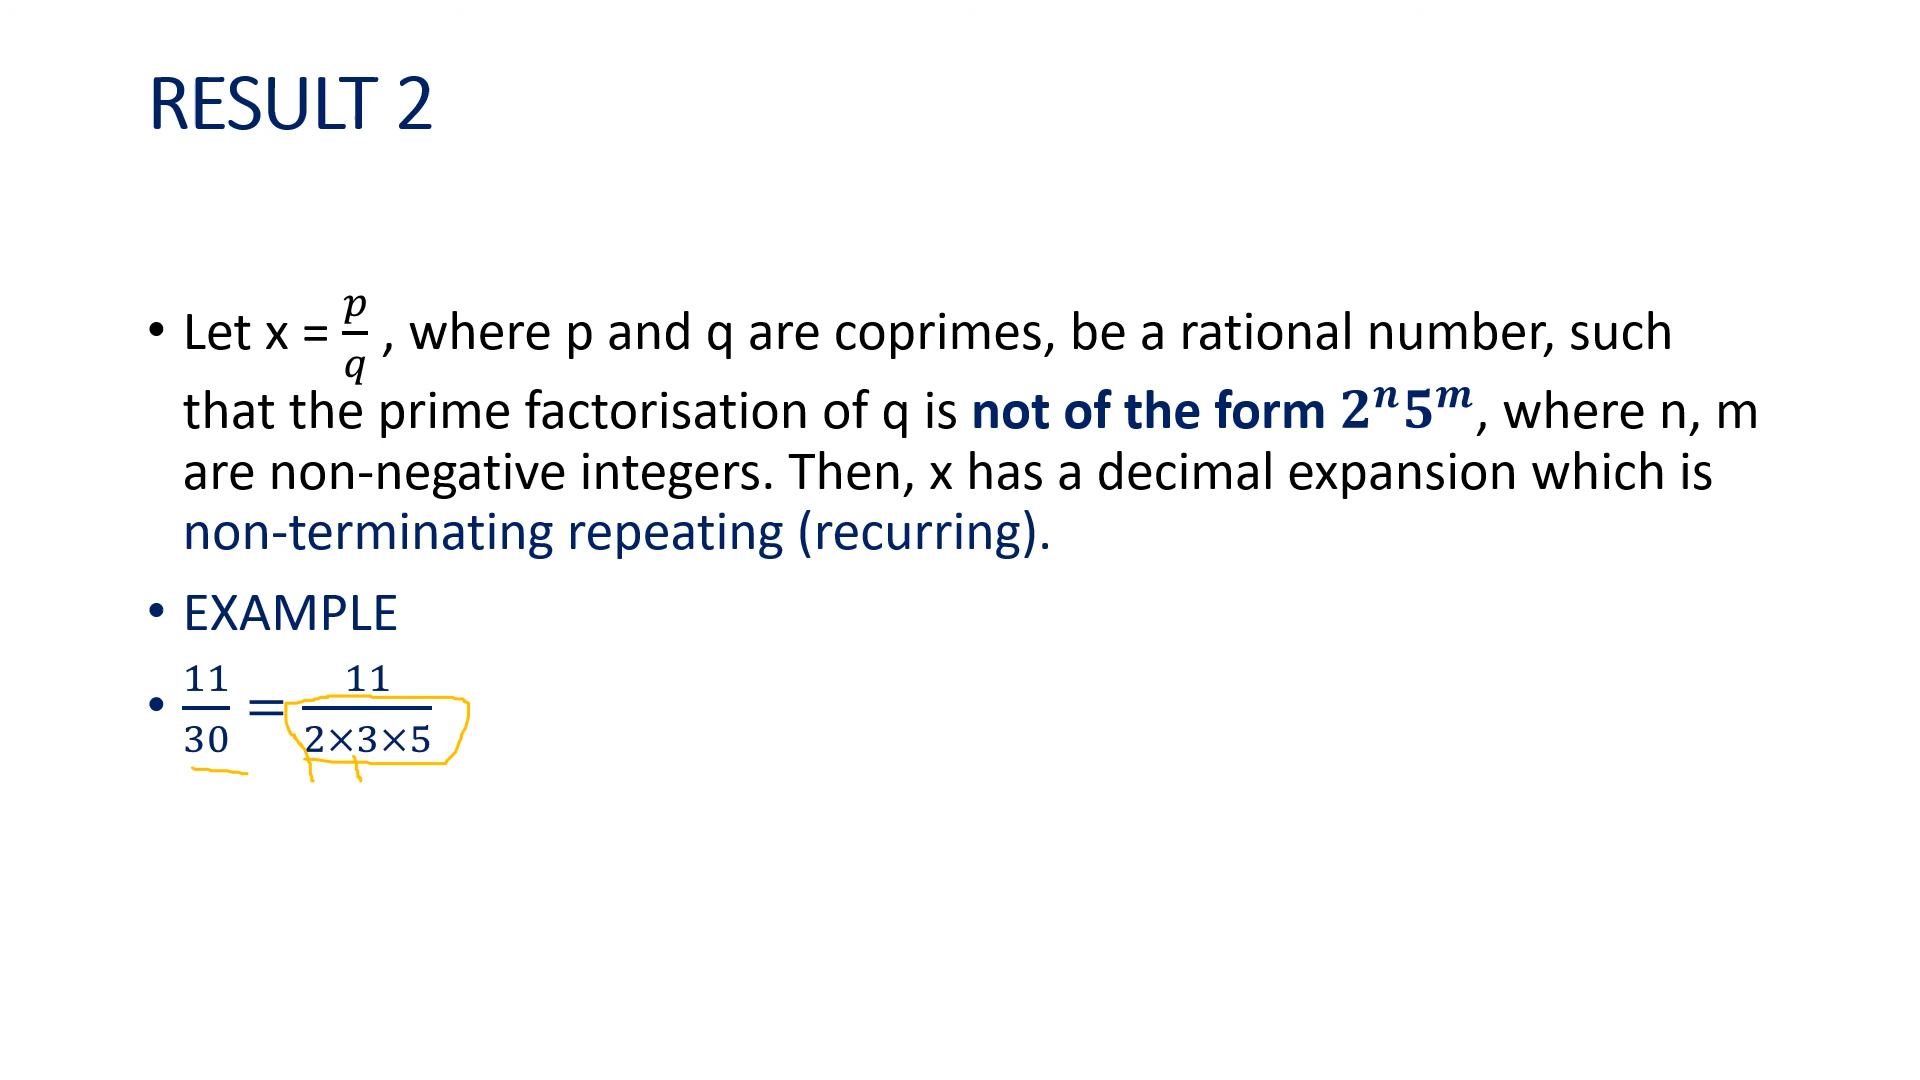 RESULT 2
• Let x = p/q , where p and q are coprimes, be a rational number, such
that the prime factorisation of q is not of the form 2ⁿ5ᵐ, where n, m
are non-negative integers. Then, x has a decimal expansion which is
non-terminating repeating (recurring).
• EXAMPLE
• 11/30 = 11/2×3×5